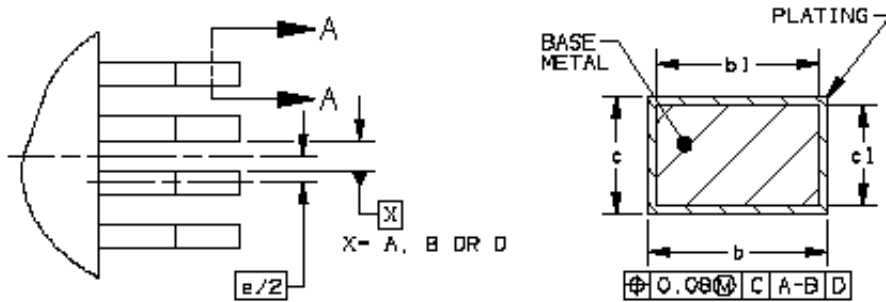 A
A
X
X- A, B OR D
e/2
PLATING
BASE
METAL
b1
c
c1
b
⌖ 0.08Ⓜ C A-B D